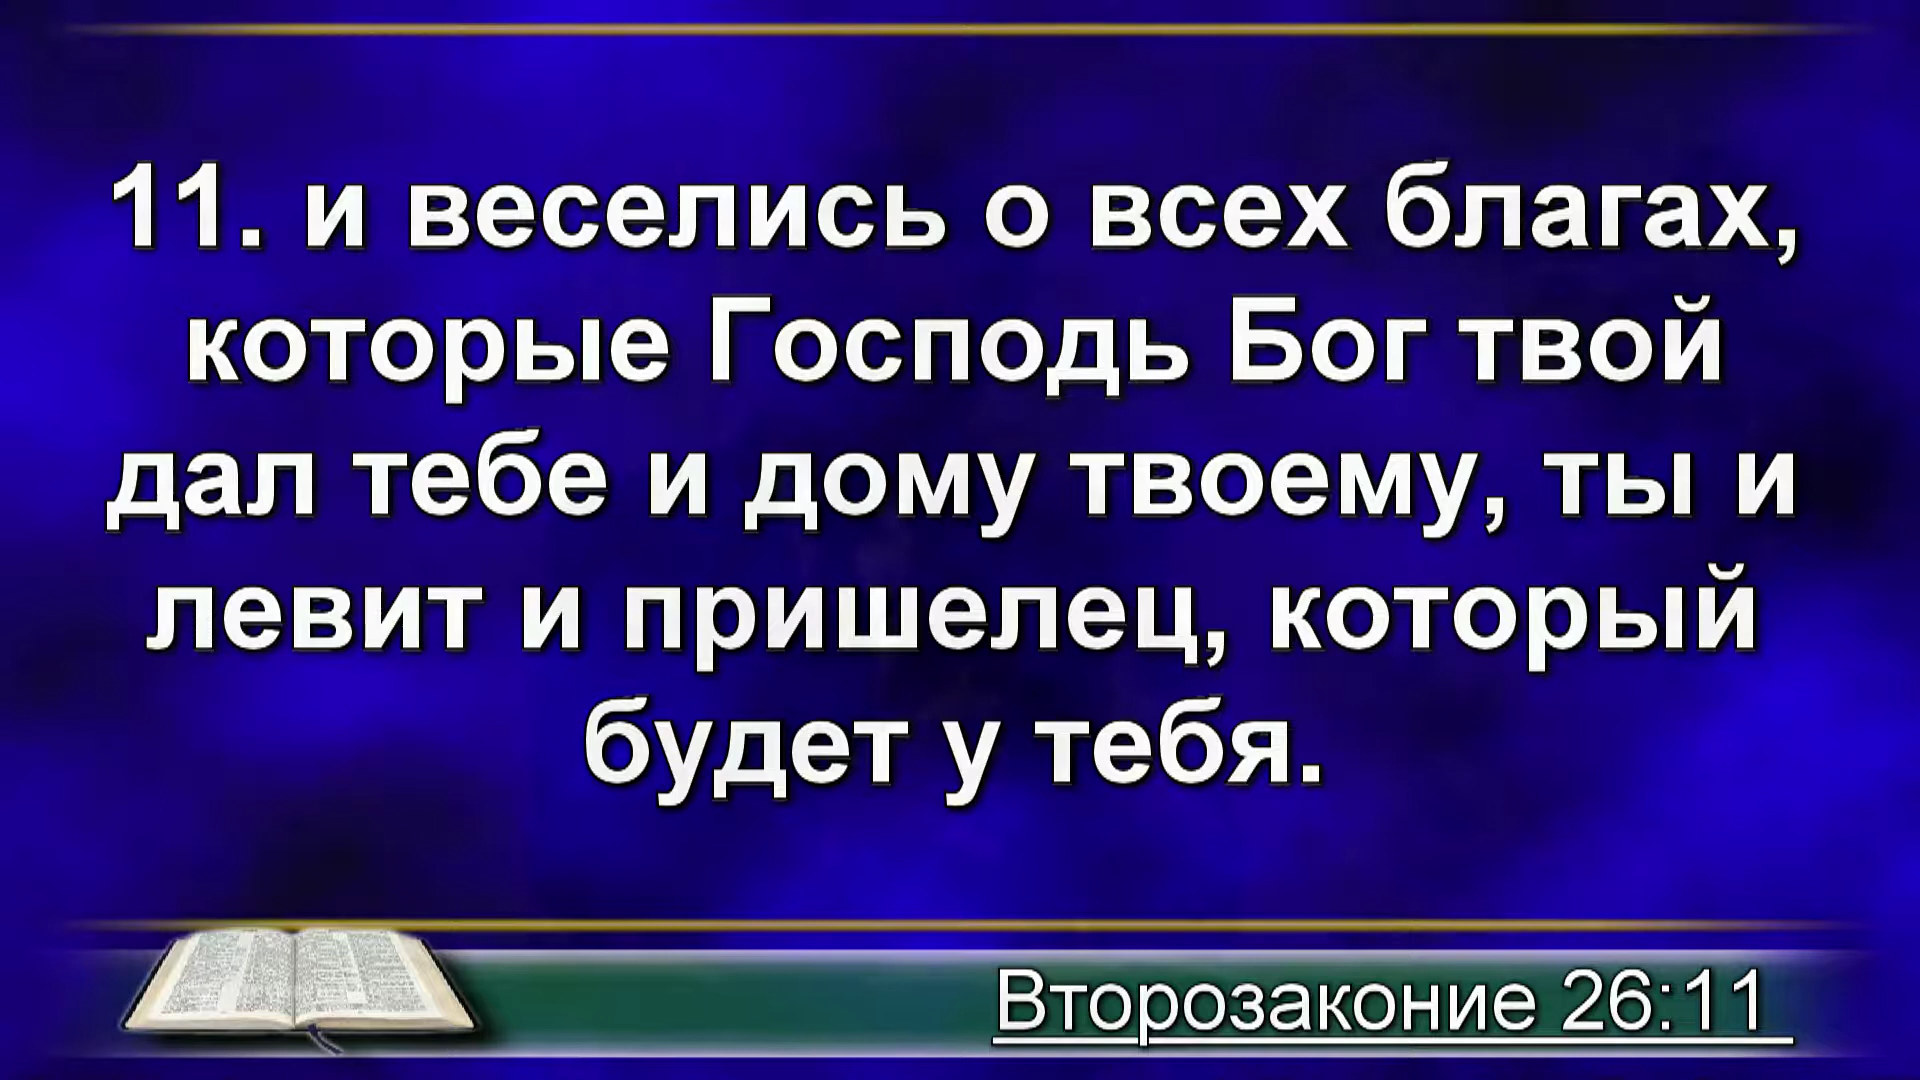 11. и веселись о всех благах,
которые Господь Бог твой
дал тебе и дому твоему, ты и
левит и пришелец, который
будет у тебя.
Второзаконие 26:11